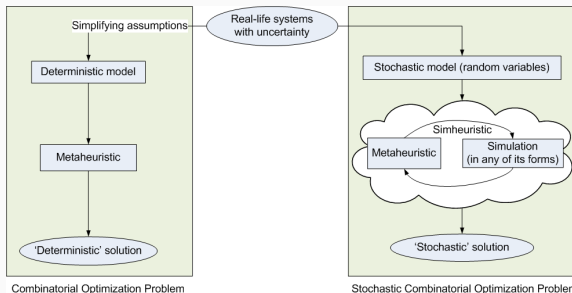 Simplifying assumptions
Real-life systems
with uncertainty
Deterministic model
Metaheuristic
'Deterministic' solution
Combinatorial Optimization Problem
Stochastic model (random variables)
Simheuristic
Metaheuristic
Simulation
(in any of its forms)
'Stochastic' solution
Stochastic Combinatorial Optimization Problem